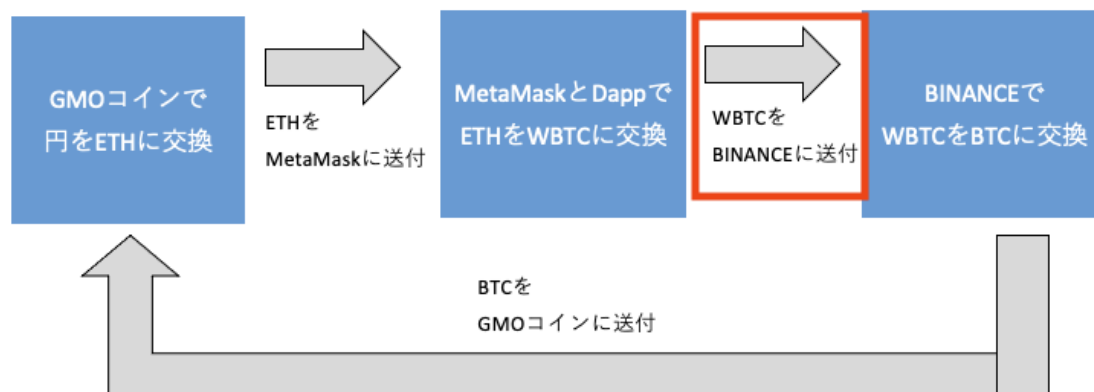 GMOコインで
円をETHに交換
ETHを
MetaMaskに送付
MetaMaskとDappで
ETHをWBTCに交換
WBTCを
BINANCEに送付
BINANCEで
WBTCをBTCに交換
BTCを
GMOコインに送付